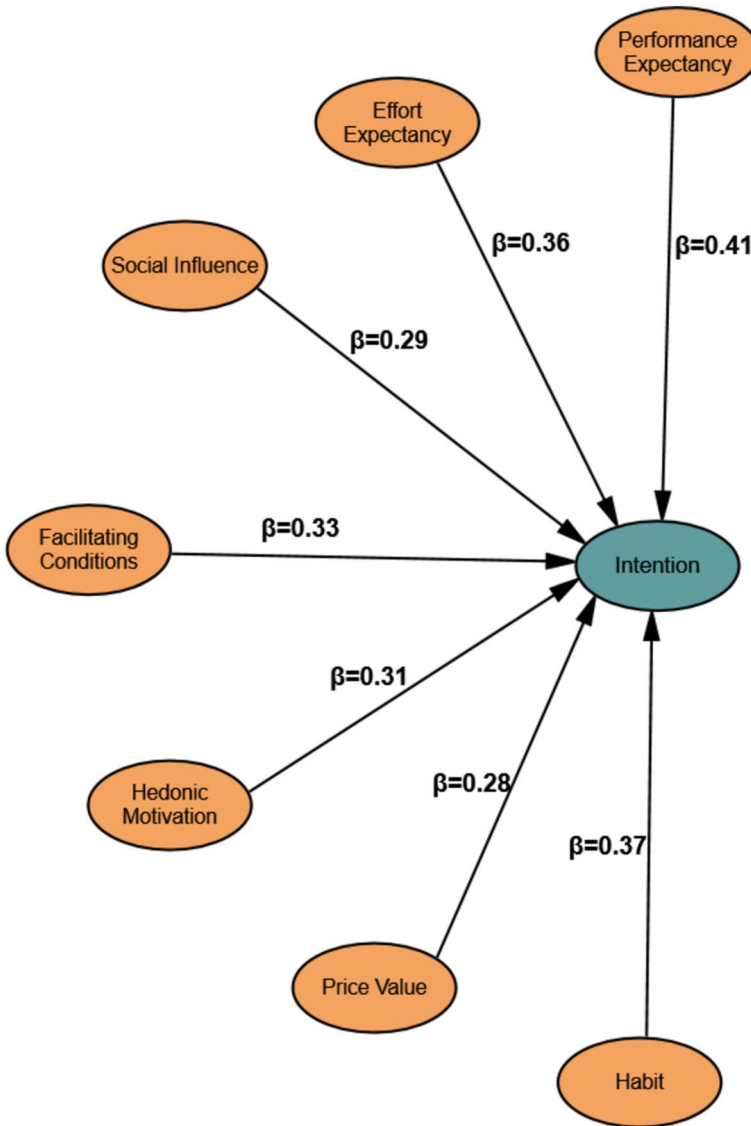 Performance
Expectancy
Effort
Expectancy
β=0.36
β=0.41
Social Influence
β=0.29
Facilitating
Conditions
β=0.33
Intention
β=0.31
Hedonic
Motivation
β=0.28
β=0.37
Price Value
Habit